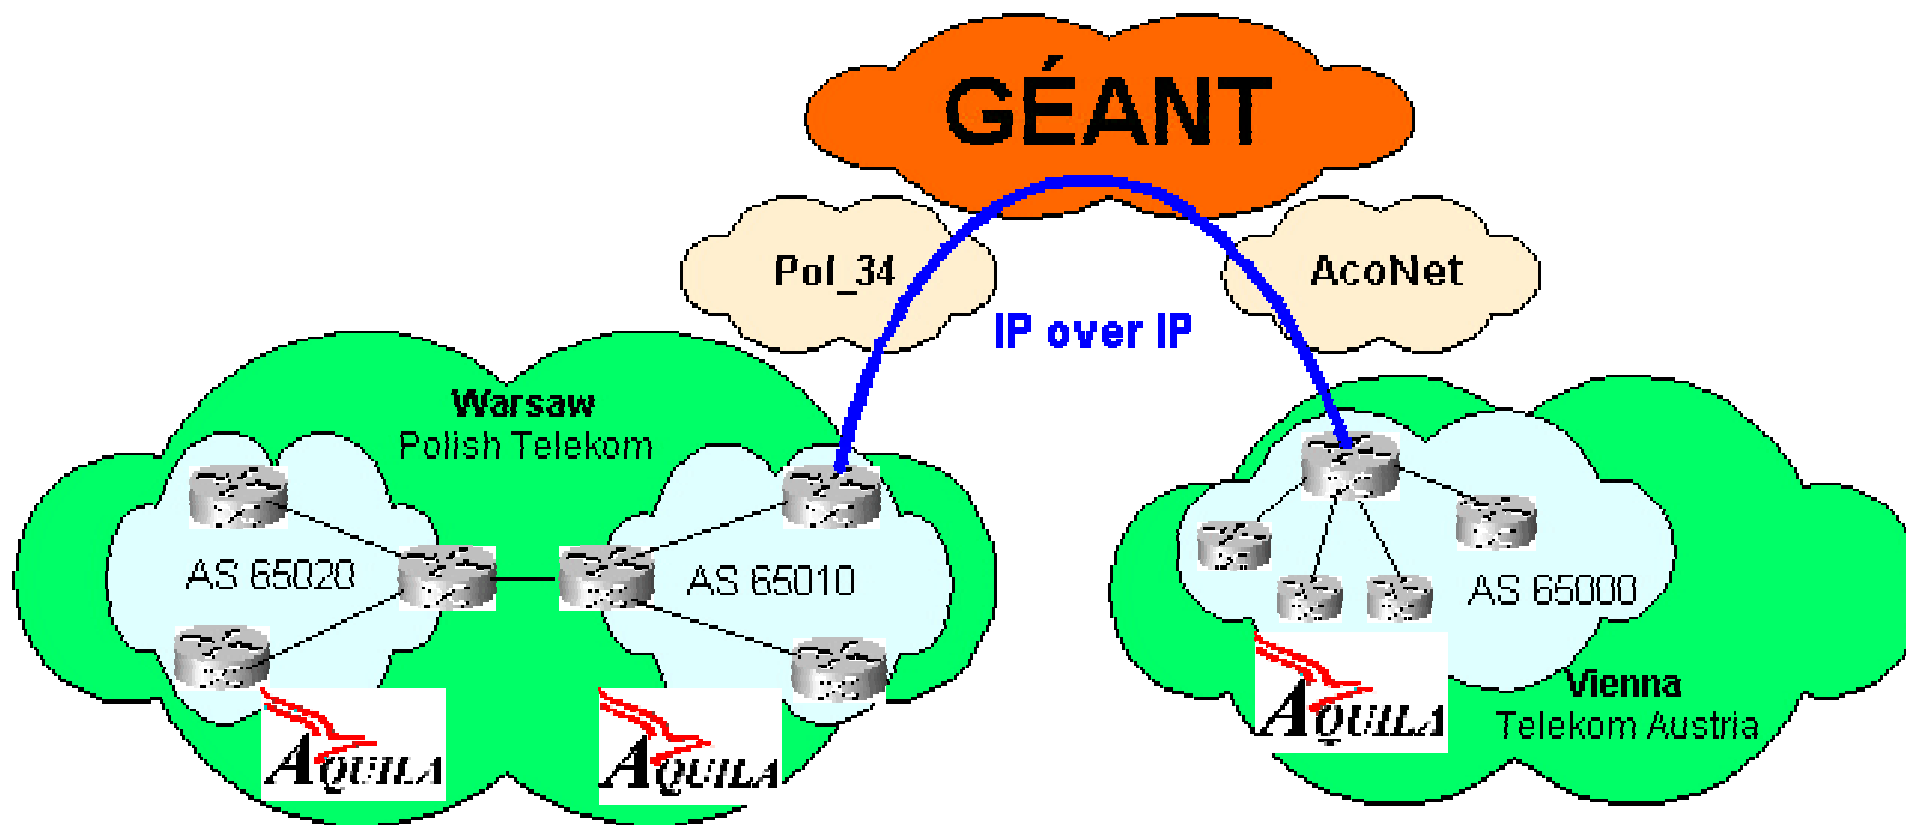 GÉANT
Pol_34
AcoNet
IP over IP
Warsaw
Polish Telekom
AS 65020
AS 65010
AS 65000
AQUILA
AQUILA
AQUILA
Vienna
Telekom Austria